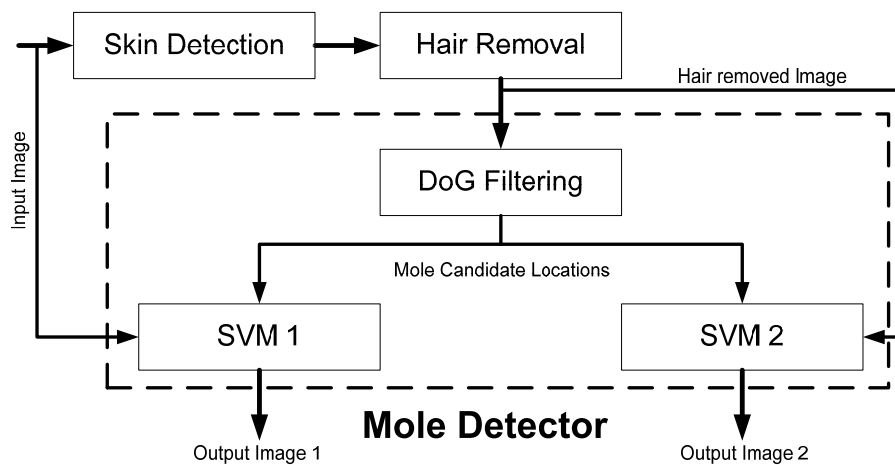 Skin Detection
Hair Removal
Hair removed Image
Input Image
DoG Filtering
Mole Candidate Locations
SVM 1
SVM 2
Mole Detector
Output Image 1
Output Image 2